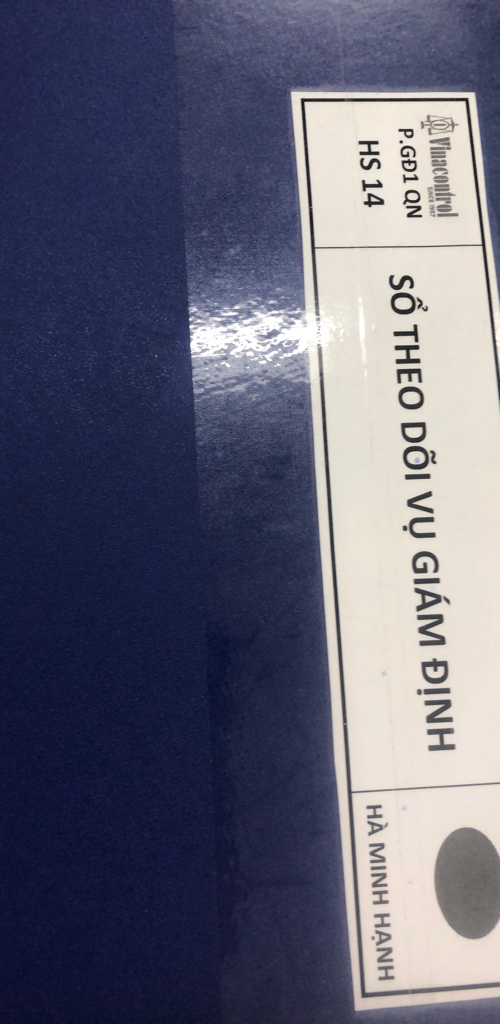 Vinacontrol
SINCE 1957
P.GĐ1 QN
HS 14
SỔ THEO DÕI VỤ GIÁM ĐỊNH
HÀ MINH HẠNH